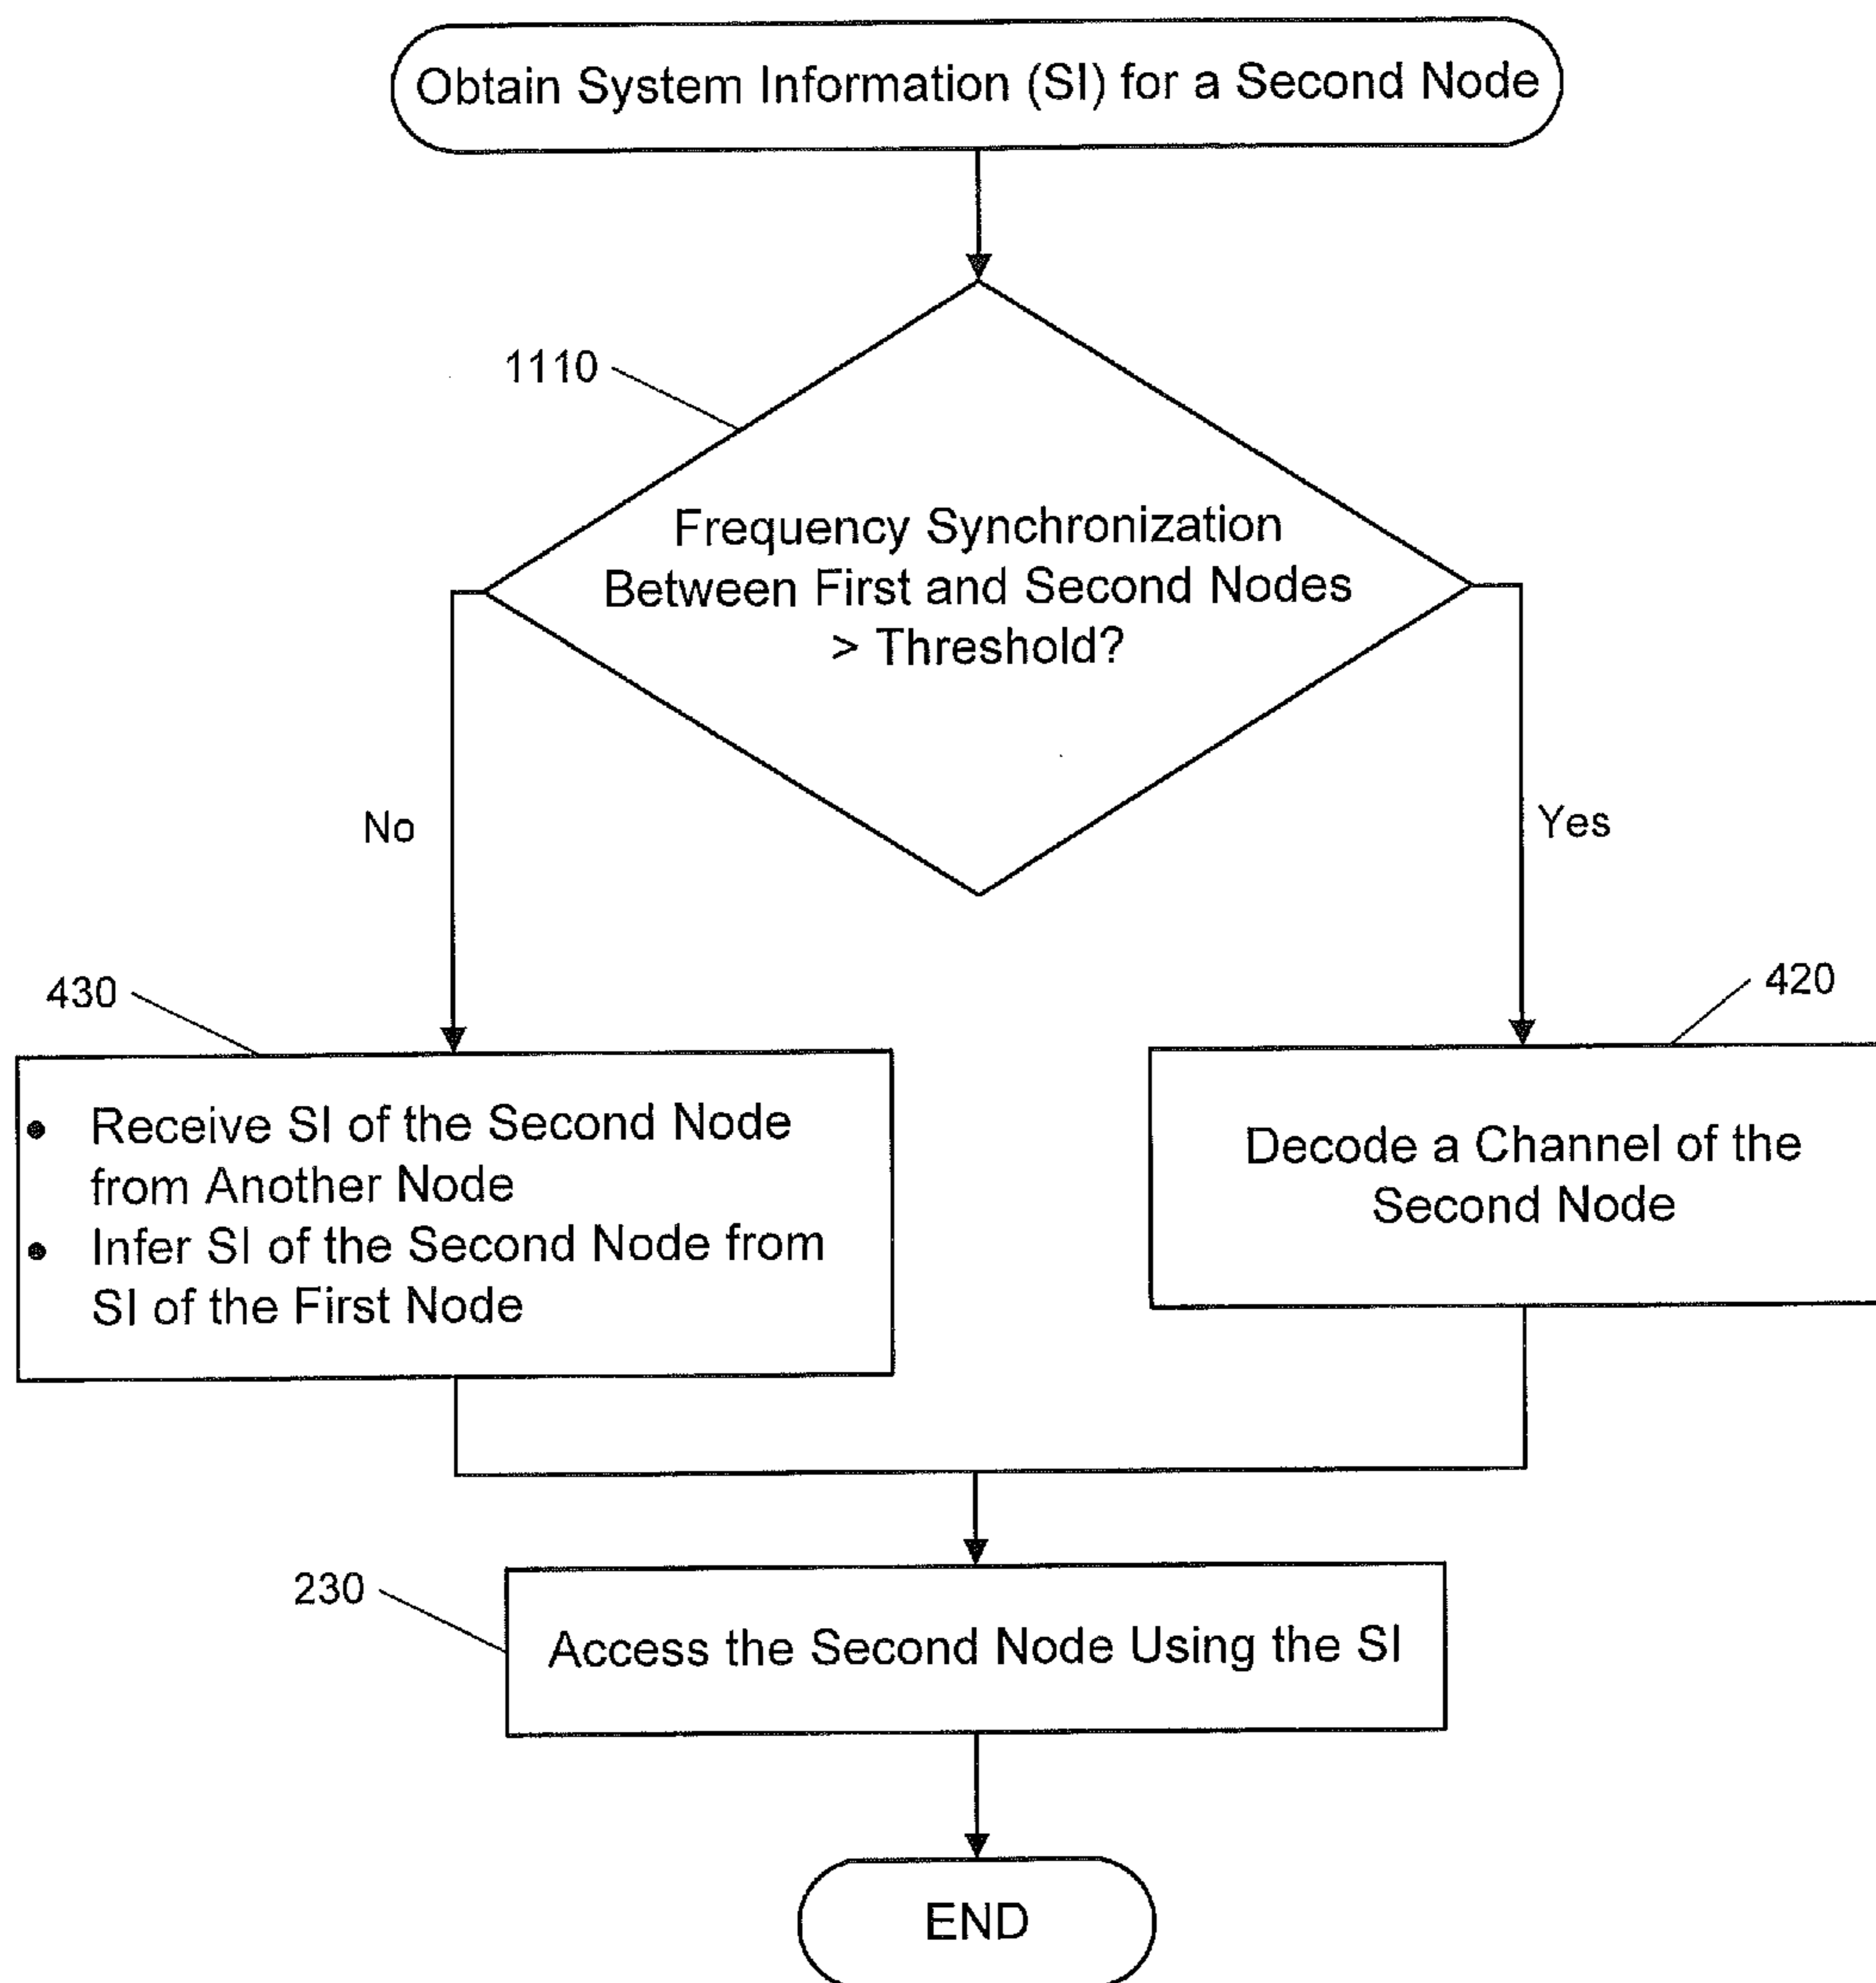 Obtain System Information (SI) for a Second Node
1110
Frequency Synchronization
Between First and Second Nodes
> Threshold?
No
Yes
430
420
• Receive SI of the Second Node
from Another Node
• Infer SI of the Second Node from
SI of the First Node
Decode a Channel of the
Second Node
230
Access the Second Node Using the SI
END